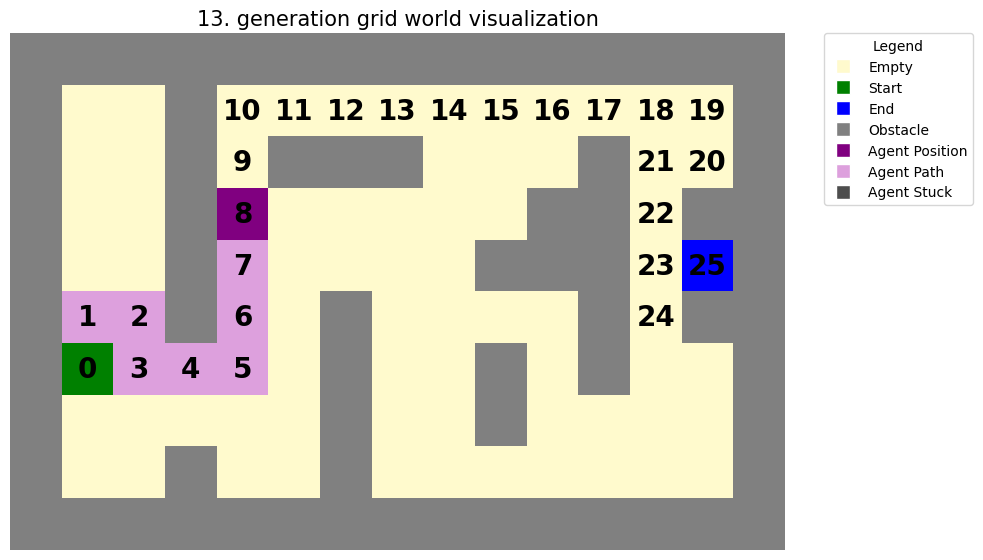 13. generation grid world visualization
Legend
Empty
Start
End
Obstacle
Agent Position
Agent Path
Agent Stuck
10 11 12 13 14 15 16 17 18 19
9 21 20
8 22
7 23 25
1 2 6 24
0 3 4 5